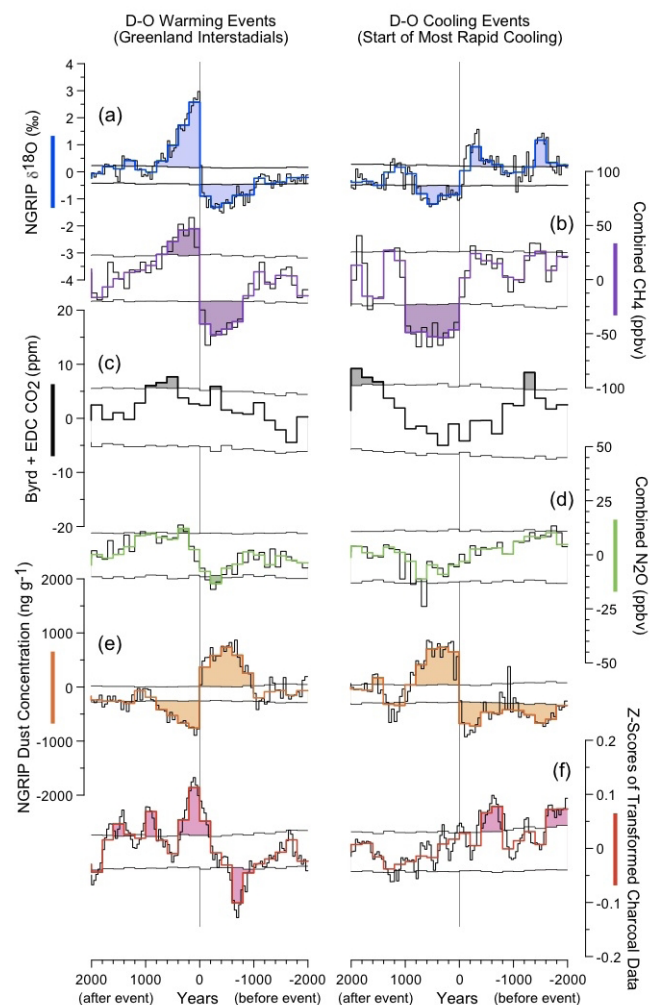 D-O Warming Events
(Greenland Interstadials)
D-O Cooling Events
(Start of Most Rapid Cooling)
NGRIP δ18O (‰)
4
3
2
1
0
-1
-2
-3
-4
(a)
(b)
100
50
0
-50
-100
Combined CH4 (ppbv)
Byrd + EDC CO2 (ppm)
20
10
0
-10
-20
(c)
(d)
50
25
0
-25
-50
Combined N2O (ppbv)
NGRIP Dust Concentration (ng g-1)
2000
1000
0
-1000
-2000
(e)
(f)
0.2
0.1
0
-0.1
-0.2
Z-Scores of Transformed Charcoal Data
2000 1000 0 -1000 -2000
(after event) Years (before event)
2000 1000 0 -1000 -2000
(after event) Years (before event)